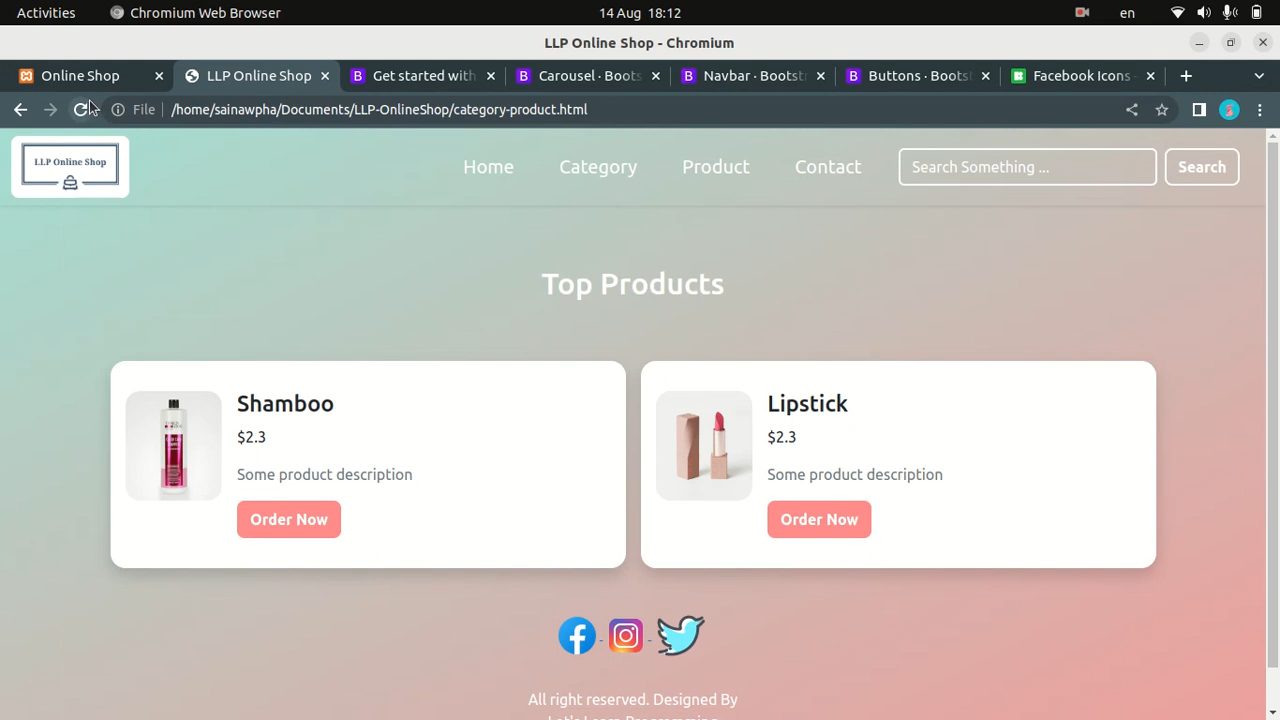 Activities
Chromium Web Browser
14 Aug 18:12
en
LLP Online Shop - Chromium
Online Shop
LLP Online Shop
Get started with
Carousel · Boots
Navbar · Bootst
Buttons · Boots
Facebook Icons -
File
/home/sainawpha/Documents/LLP-OnlineShop/category-product.html
LLP Online Shop
Home
Category
Product
Contact
Search Something ...
Search
Top Products
Shamboo
$2.3
Some product description
Order Now
Lipstick
$2.3
Some product description
Order Now
All right reserved. Designed By
Let's Learn Programming